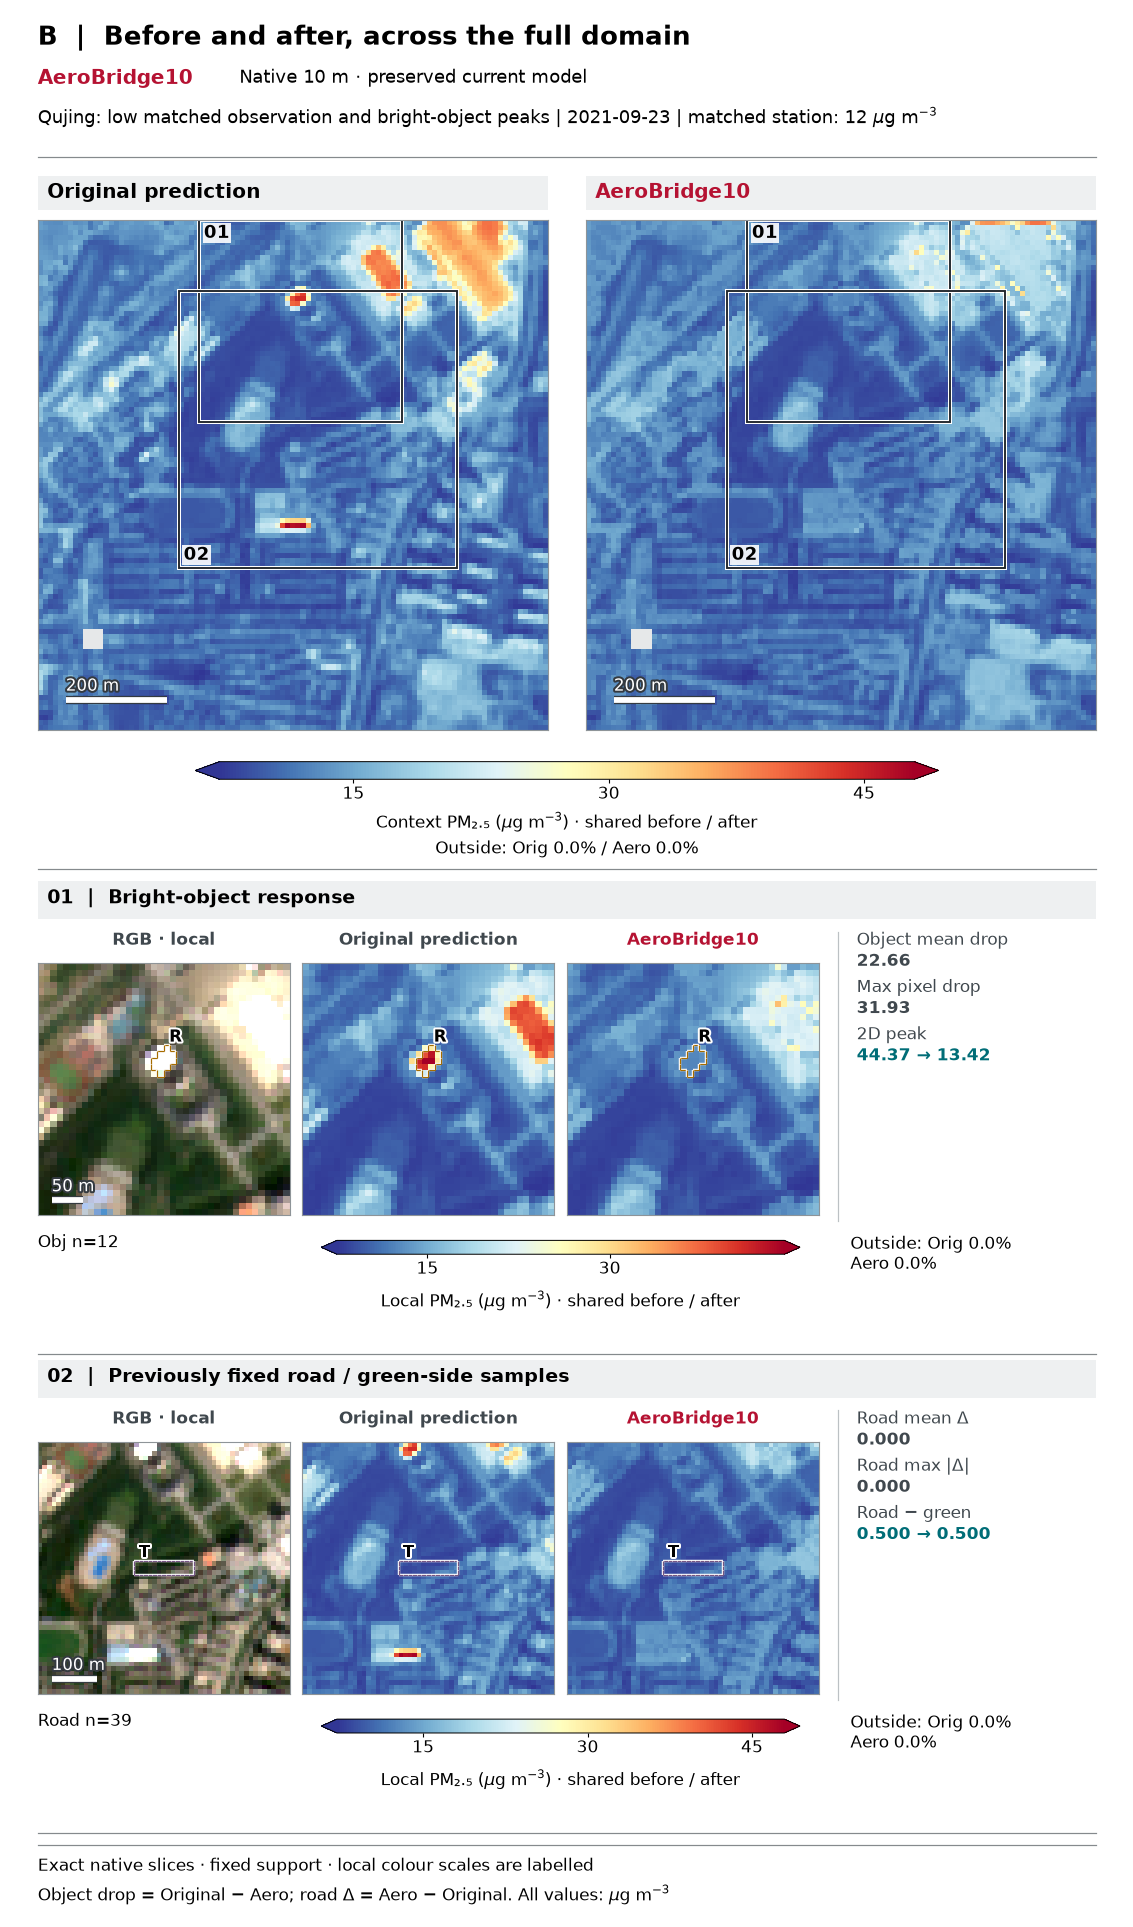 B | Before and after, across the full domain
AeroBridge10 Native 10 m · preserved current model
Qujing: low matched observation and bright-object peaks | 2021-09-23 | matched station: 12 µg m⁻³
Original prediction
AeroBridge10
01
02
200 m
01
02
200 m
15 30 45
Context PM₂.₅ (µg m⁻³) · shared before / after
Outside: Orig 0.0% / Aero 0.0%
01 | Bright-object response
RGB · local
Original prediction
AeroBridge10
R
50 m
R
R
Object mean drop
22.66
Max pixel drop
31.93
2D peak
44.37 → 13.42
Obj n=12
15 30
Local PM₂.₅ (µg m⁻³) · shared before / after
Outside: Orig 0.0%
Aero 0.0%
02 | Previously fixed road / green-side samples
RGB · local
Original prediction
AeroBridge10
T
100 m
T
T
Road mean Δ
0.000
Road max |Δ|
0.000
Road − green
0.500 → 0.500
Road n=39
15 30 45
Local PM₂.₅ (µg m⁻³) · shared before / after
Outside: Orig 0.0%
Aero 0.0%
Exact native slices · fixed support · local colour scales are labelled
Object drop = Original − Aero; road Δ = Aero − Original. All values: µg m⁻³